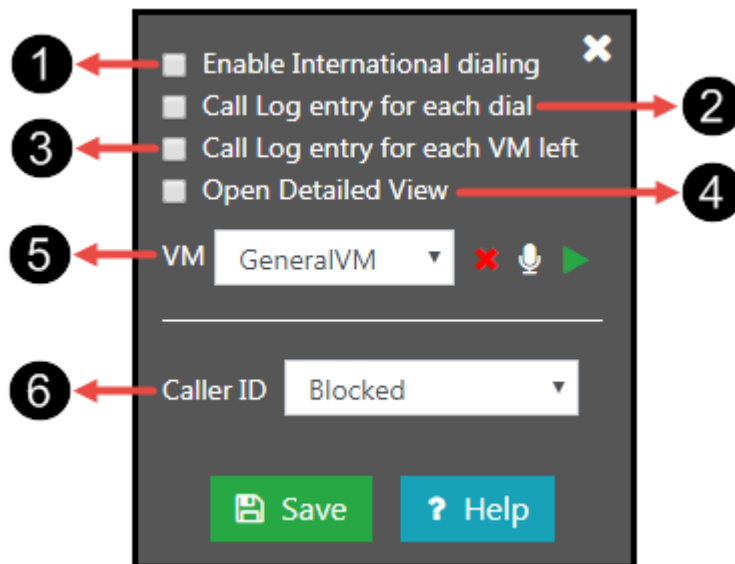 1 Enable International dialing
Call Log entry for each dial 2
3 Call Log entry for each VM left
Open Detailed View 4
5 VM GeneralVM
6 Caller ID Blocked
Save ? Help